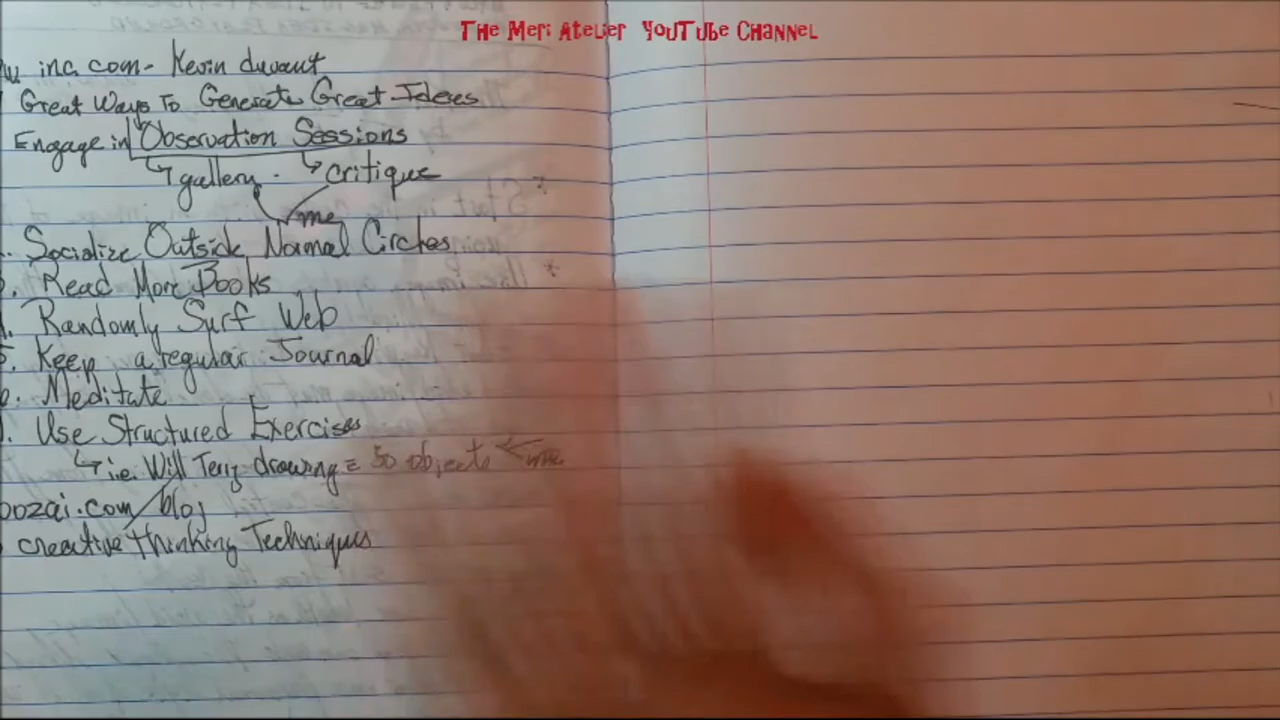 The Meri Atelier YouTube Channel
inc.com - Kevin duvant
Great Ways To Generate Great Ideas
Engage in Observation Sessions
↳ gallery. ↳ critique
me
Socialize Outside Normal Circles
Read More Books
Randomly Surf Web
Keep a regular Journal
Meditate
Use Structured Exercises
↳ i.e. Will Terry drawing = 50 objects ← me
oozai.com/blog
creative thinking Techniques